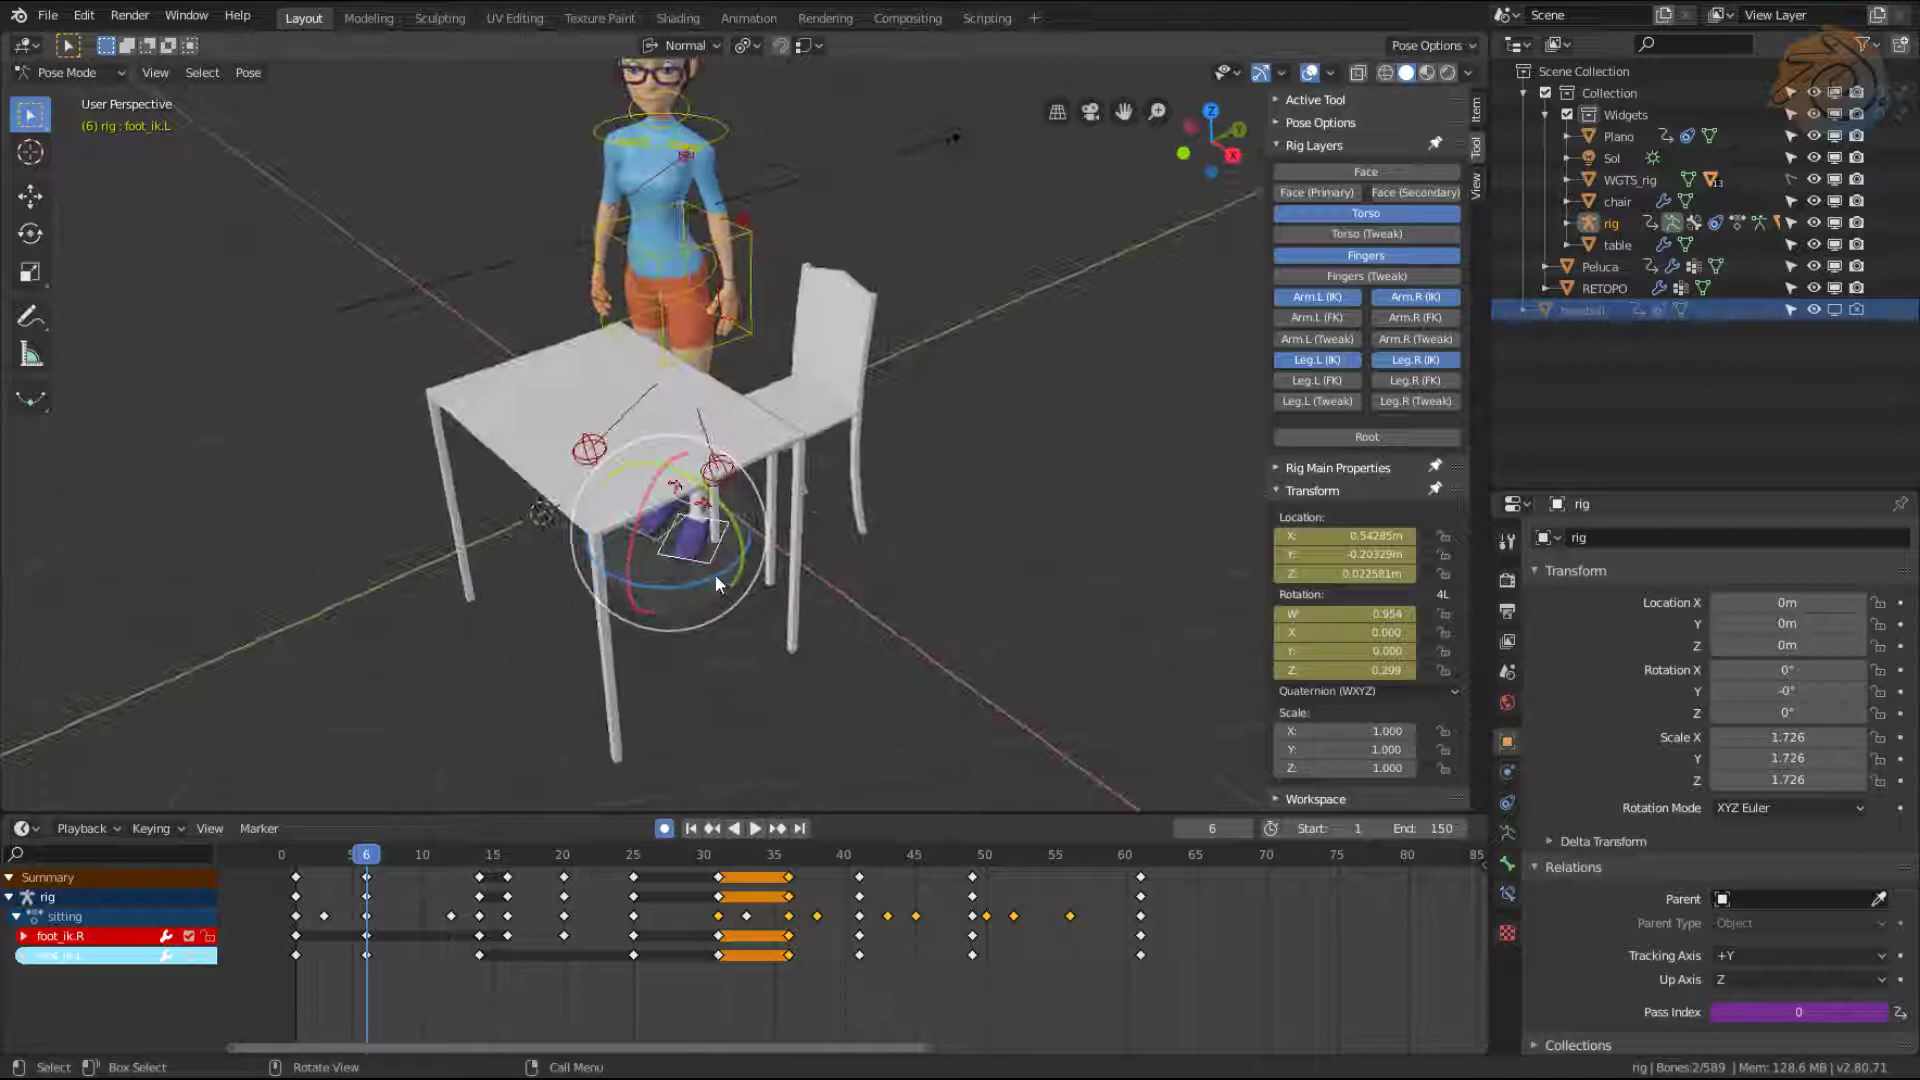 File Edit Render Window Help Layout Modeling Sculpting UV Editing Texture Paint Shading Animation Rendering Compositing Scripting + Scene View Layer
Normal Pose Options
Pose Mode View Select Pose
User Perspective
(6) rig : foot_ik.L
Item
Tool
View
Active Tool
Pose Options
Rig Layers
Face
Face (Primary) Face (Secondary)
Torso
Torso (Tweak)
Fingers
Fingers (Tweak)
Arm.L (IK) Arm.R (IK)
Arm.L (FK) Arm.R (FK)
Arm.L (Tweak) Arm.R (Tweak)
Leg.L (IK) Leg.R (IK)
Leg.L (FK) Leg.R (FK)
Leg.L (Tweak) Leg.R (Tweak)
Root
Rig Main Properties
Transform
Location:
X: 0.54285m
Y: -0.20329m
Z: 0.022581m
Rotation: 4L
W: 0.954
X: 0.000
Y: 0.000
Z: 0.299
Quaternion (WXYZ)
Scale:
X: 1.000
Y: 1.000
Z: 1.000
Workspace
Z
Y
X
Scene Collection
Collection
Widgets
Plano
Sol
WGTS_rig 13
chair
rig
table
Peluca
RETOPO
rig
rig
Transform
Location X 0m
Y 0m
Z 0m
Rotation X 0°
Y -0°
Z 0°
Scale X 1.726
Y 1.726
Z 1.726
Rotation Mode XYZ Euler
Delta Transform
Relations
Parent
Parent Type Object
Tracking Axis +Y
Up Axis Z
Pass Index 0
Collections
Playback Keying View Marker 6 Start: 1 End: 150
0 5 6 10 15 20 25 30 35 40 45 50 55 60 65 70 75 80 85
Summary
rig
sitting
foot_ik.R
Select Box Select Rotate View Call Menu rig | Bones:2/589 | Mem: 128.6 MB | v2.80.71